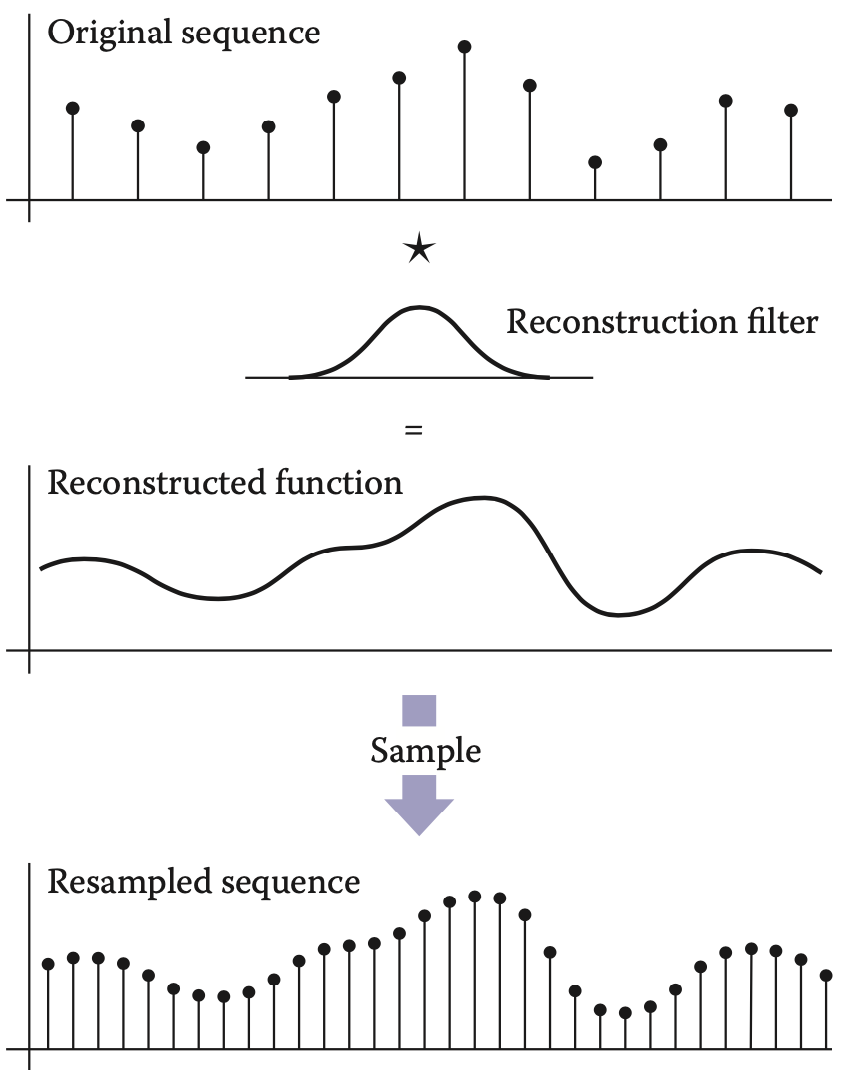 Original sequence
★
Reconstruction filter
=
Reconstructed function
Sample
Resampled sequence